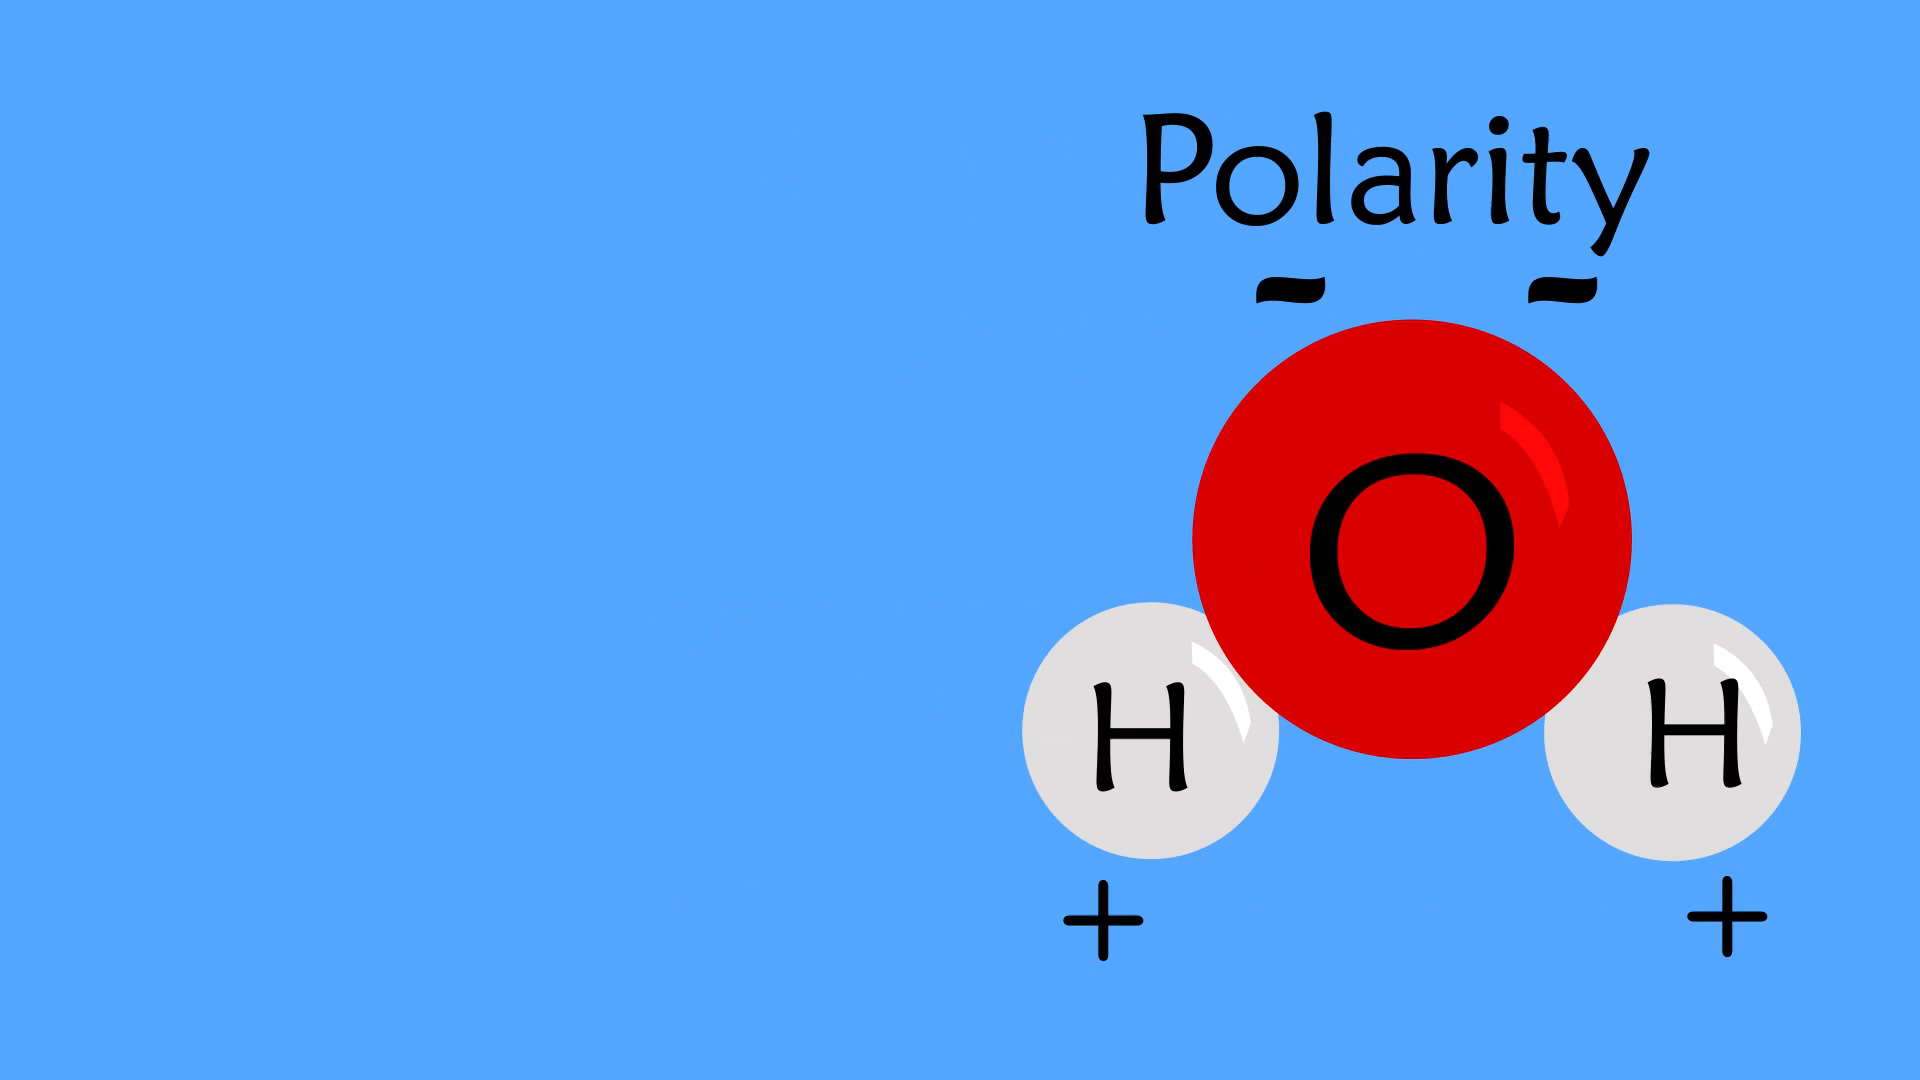 Polarity
- -
O
H H
+ +